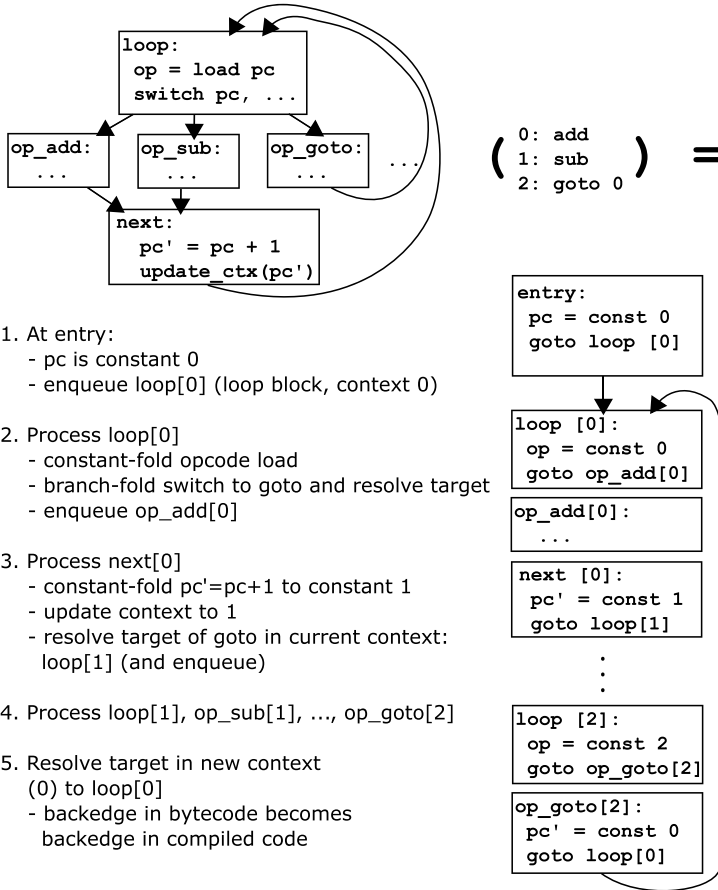 loop:
op = load pc
switch pc, ...
op_add:
...
op_sub:
...
op_goto:
...
...
next:
pc' = pc + 1
update_ctx(pc')
(
0: add
1: sub
2: goto 0
)
=
1. At entry:
- pc is constant 0
- enqueue loop[0] (loop block, context 0)
2. Process loop[0]
- constant-fold opcode load
- branch-fold switch to goto and resolve target
- enqueue op_add[0]
3. Process next[0]
- constant-fold pc'=pc+1 to constant 1
- update context to 1
- resolve target of goto in current context:
loop[1] (and enqueue)
4. Process loop[1], op_sub[1], ..., op_goto[2]
5. Resolve target in new context
(0) to loop[0]
- backedge in bytecode becomes
backedge in compiled code
entry:
pc = const 0
goto loop [0]
loop [0]:
op = const 0
goto op_add[0]
op_add[0]:
...
next [0]:
pc' = const 1
goto loop[1]
.
.
.
loop [2]:
op = const 2
goto op_goto[2]
op_goto[2]:
pc' = const 0
goto loop[0]